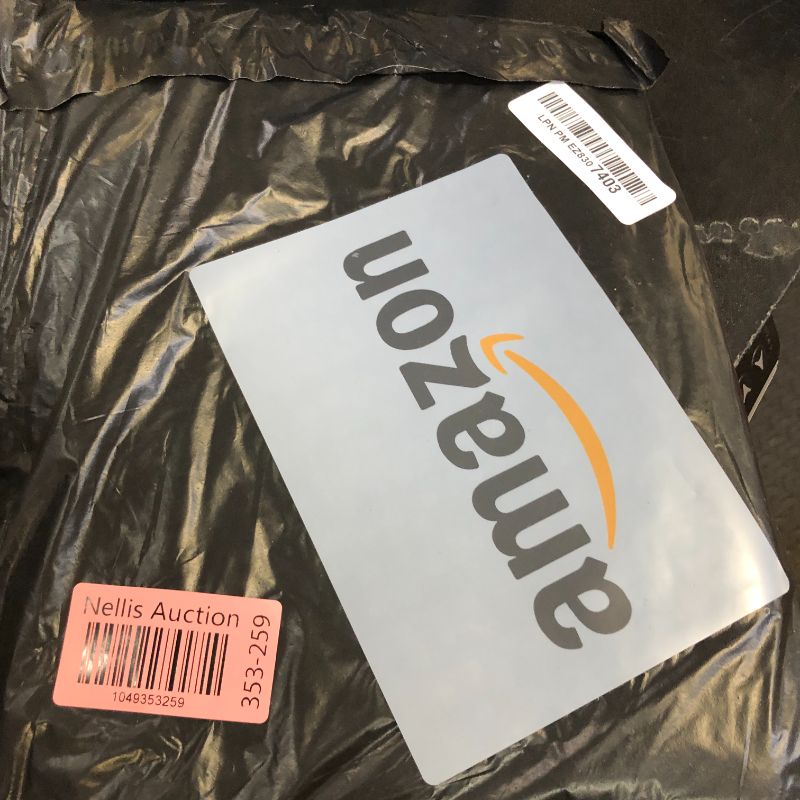 LPN PM EZ830 7403
amazon
Nellis Auction
1049353259
353-259